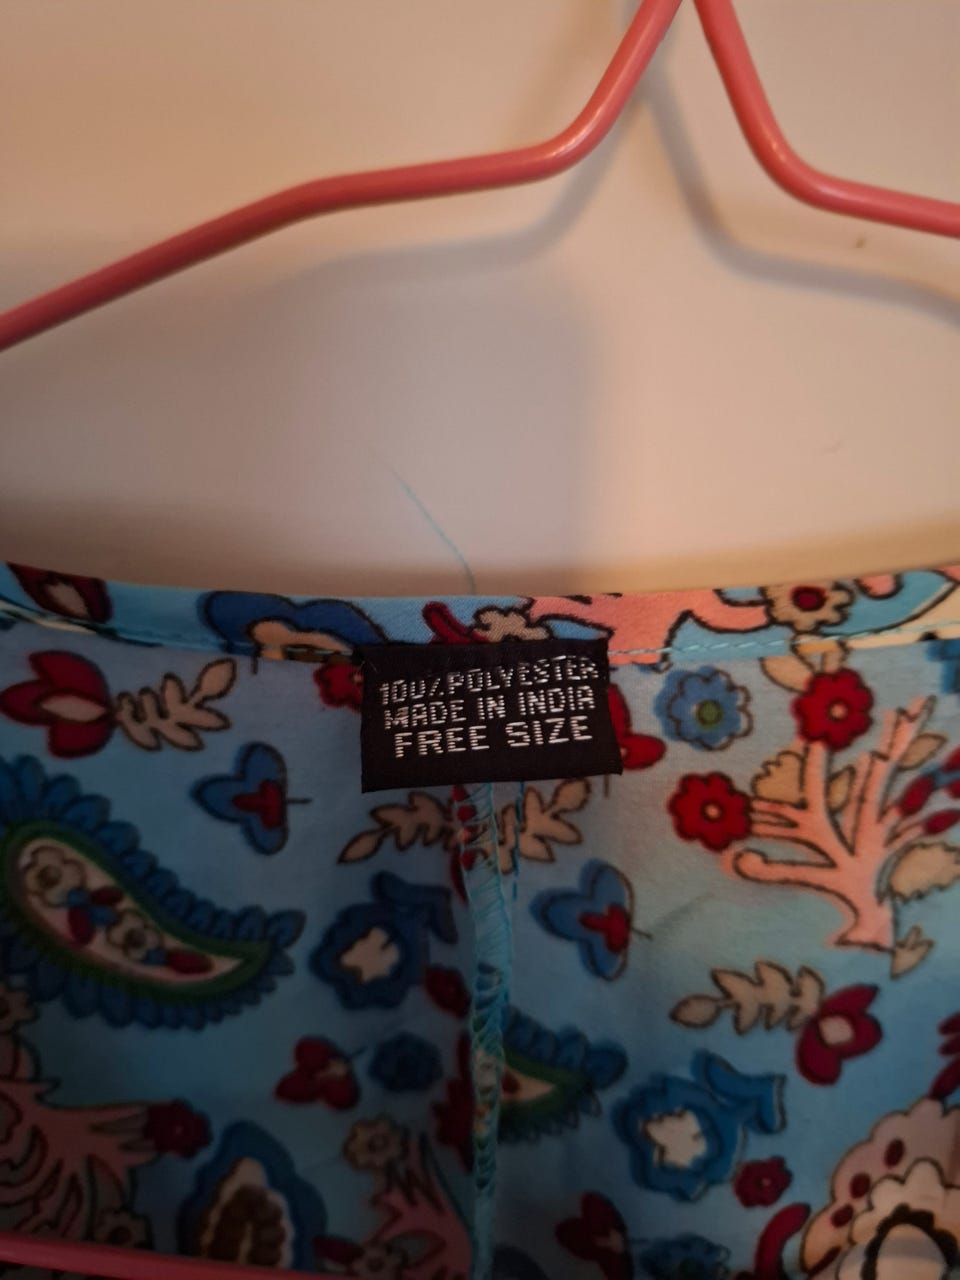 100% POLYESTER
MADE IN INDIA
FREE SIZE